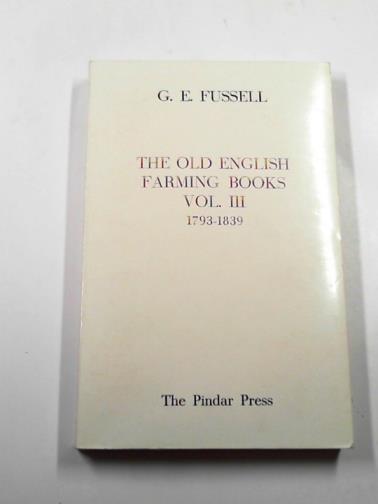 G. E. FUSSELL
THE OLD ENGLISH
FARMING BOOKS
VOL. III
1793-1839
The Pindar Press